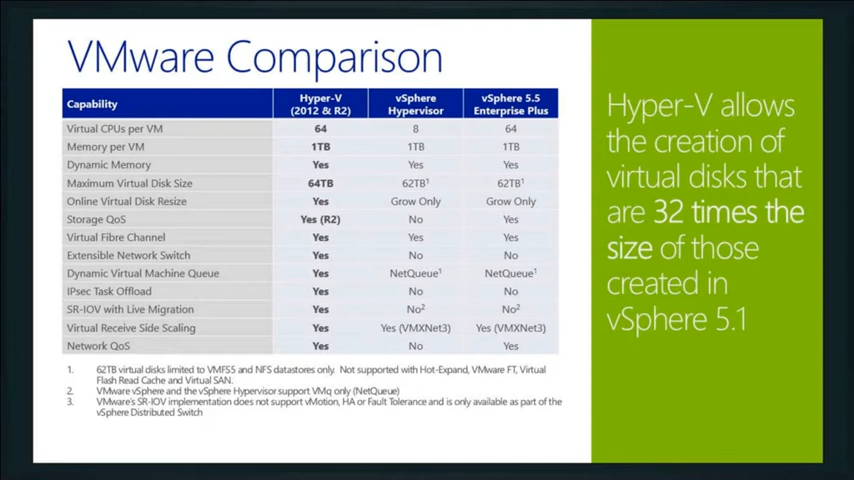 VMware Comparison
Capability Hyper-V (2012 & R2) vSphere Hypervisor vSphere 5.5 Enterprise Plus
Virtual CPUs per VM 64 8 64
Memory per VM 1TB 1TB 1TB
Dynamic Memory Yes Yes Yes
Maximum Virtual Disk Size 64TB 62TB¹ 62TB¹
Online Virtual Disk Resize Yes Grow Only Grow Only
Storage QoS Yes (R2) No Yes
Virtual Fibre Channel Yes Yes Yes
Extensible Network Switch Yes No No
Dynamic Virtual Machine Queue Yes NetQueue¹ NetQueue¹
IPsec Task Offload Yes No No
SR-IOV with Live Migration Yes No² No²
Virtual Receive Side Scaling Yes Yes (VMXNet3) Yes (VMXNet3)
Network QoS Yes No Yes
1. 62TB virtual disks limited to VMFS5 and NFS datastores only. Not supported with Hot-Expand, VMware FT, Virtual
Flash Read Cache and Virtual SAN.
2. VMware vSphere and the vSphere Hypervisor support VMq only (NetQueue)
3. VMware's SR-IOV implementation does not support vMotion, HA or Fault Tolerance and is only available as part of the
vSphere Distributed Switch
Hyper-V allows
the creation of
virtual disks that
are 32 times the
size of those
created in
vSphere 5.1